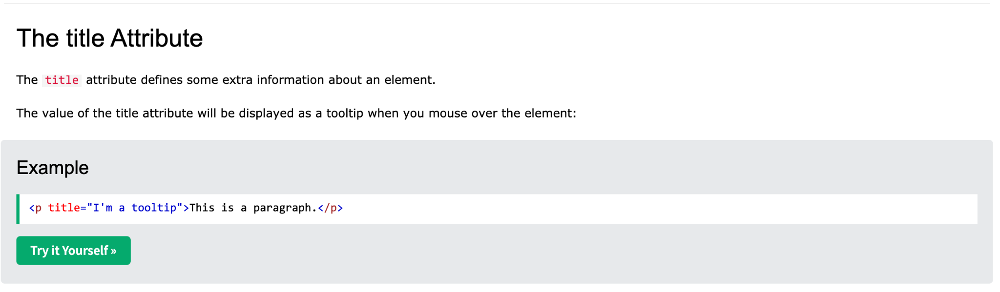 The title Attribute
The title attribute defines some extra information about an element.
The value of the title attribute will be displayed as a tooltip when you mouse over the element:
Example
<p title="I'm a tooltip">This is a paragraph.</p>
Try it Yourself »